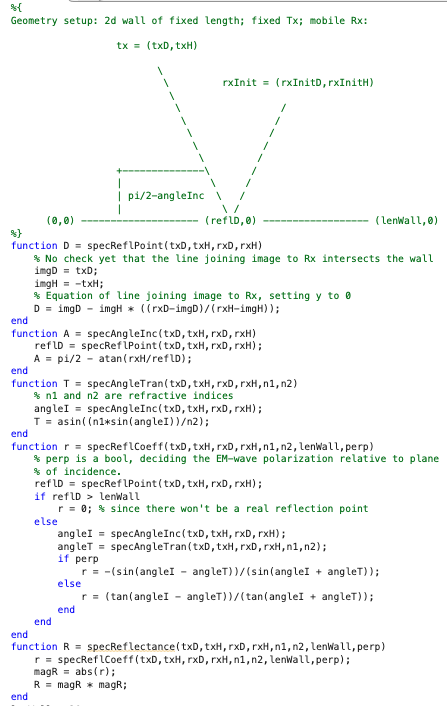 %{
Geometry setup: 2d wall of fixed length; fixed Tx; mobile Rx:
tx = (txD,txH)
\
\ rxInit = (rxInitD,rxInitH)
\
\ /
\ /
\ /
\ /
\ /
+--------------\ /
| \ /
| pi/2-angleInc \ /
| \ /
(0,0) -------------------- (reflD,0) ------------------ (lenWall,0)
%}
function D = specReflPoint(txD,txH,rxD,rxH)
% No check yet that the line joining image to Rx intersects the wall
imgD = txD;
imgH = -txH;
% Equation of line joining image to Rx, setting y to 0
D = imgD - imgH * ((rxD-imgD)/(rxH-imgH));
end
function A = specAngleInc(txD,txH,rxD,rxH)
reflD = specReflPoint(txD,txH,rxD,rxH);
A = pi/2 - atan(rxH/reflD);
end
function T = specAngleTran(txD,txH,rxD,rxH,n1,n2)
% n1 and n2 are refractive indices
angleI = specAngleInc(txD,txH,rxD,rxH);
T = asin((n1*sin(angleI))/n2);
end
function r = specReflCoeff(txD,txH,rxD,rxH,n1,n2,lenWall,perp)
% perp is a bool, deciding the EM-wave polarization relative to plane
% of incidence.
reflD = specReflPoint(txD,txH,rxD,rxH);
if reflD > lenWall
r = 0; % since there won't be a real reflection point
else
angleI = specAngleInc(txD,txH,rxD,rxH);
angleT = specAngleTran(txD,txH,rxD,rxH,n1,n2);
if perp
r = -(sin(angleI - angleT))/(sin(angleI + angleT));
else
r = (tan(angleI - angleT))/(tan(angleI + angleT));
end
end
end
function R = specReflectance(txD,txH,rxD,rxH,n1,n2,lenWall,perp)
r = specReflCoeff(txD,txH,rxD,rxH,n1,n2,lenWall,perp);
magR = abs(r);
R = magR * magR;
end